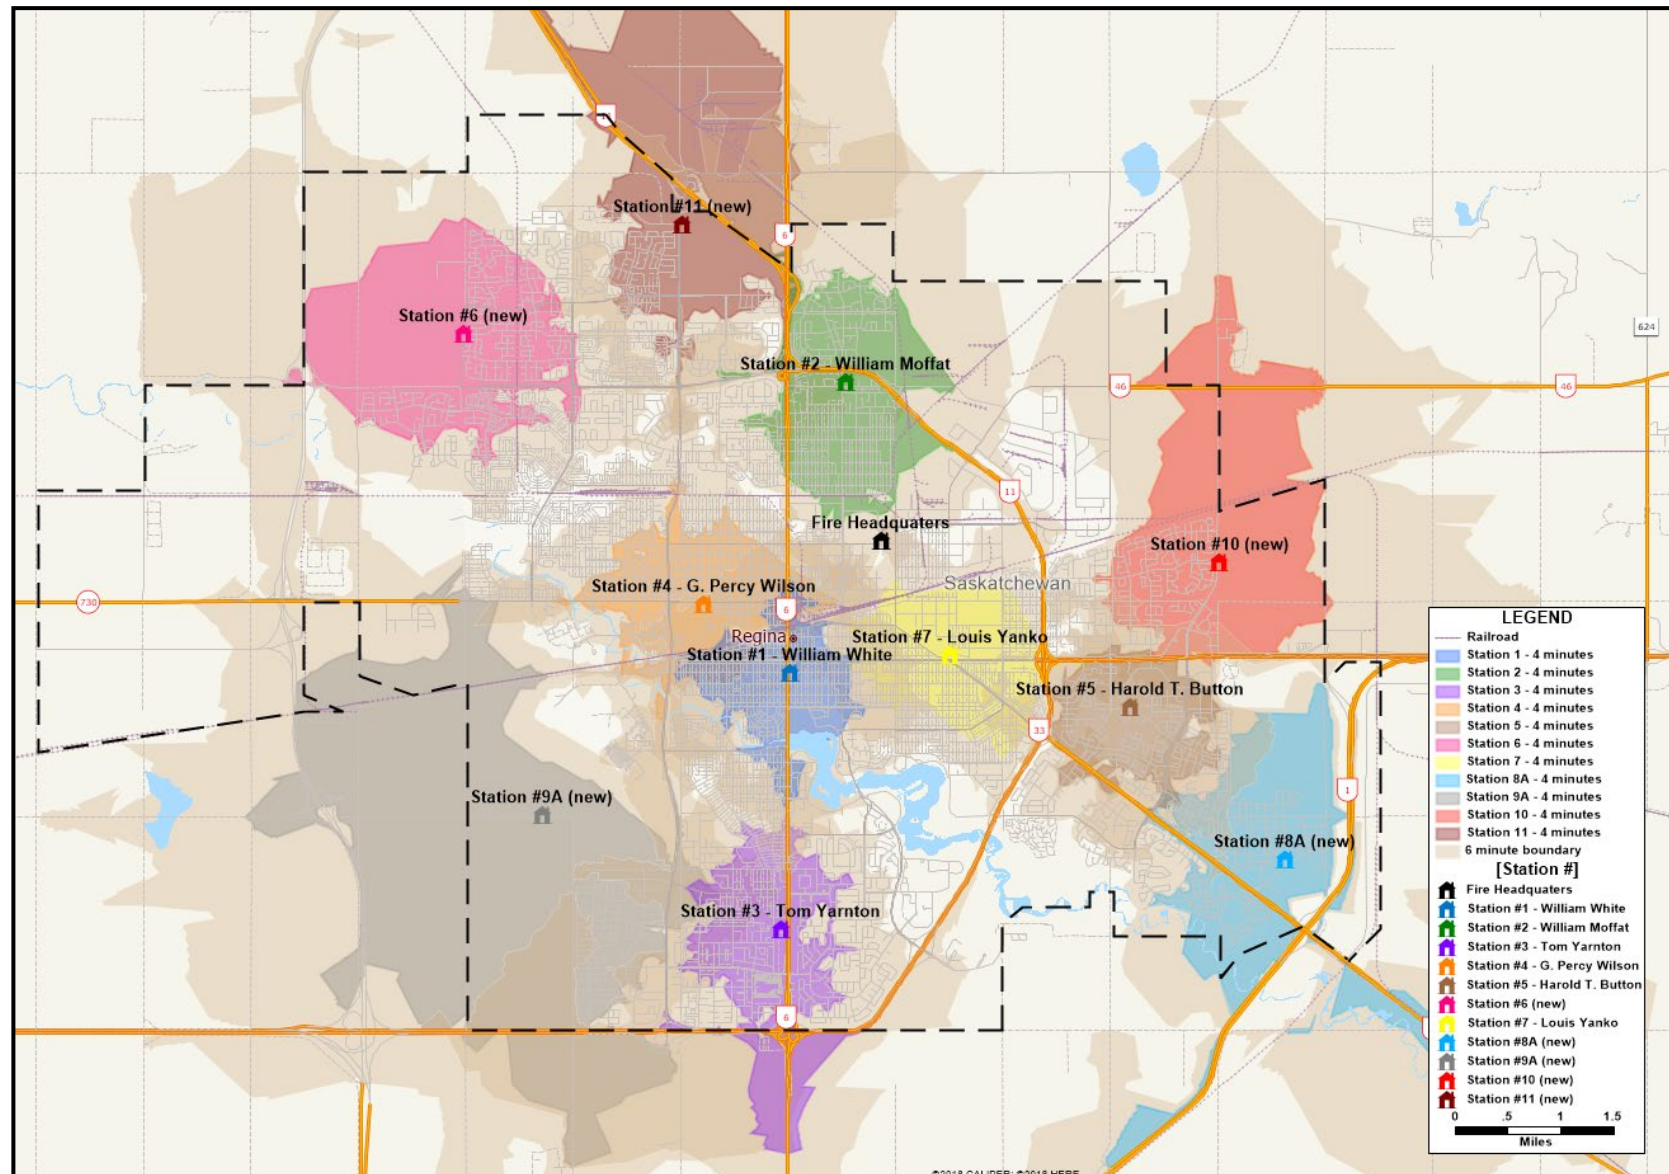 Station #11 (new)
6
Station #6 (new)
624
Station #2 - William Moffat
46
46
11
Fire Headquaters
Station #10 (new)
Saskatchewan
Station #4 - G. Percy Wilson
730
6
Regina
Station #7 - Louis Yanko
Station #1 - William White
Station #5 - Harold T. Button
33
1
Station #9A (new)
Station #8A (new)
Station #3 - Tom Yarnton
6
LEGEND
Railroad
Station 1 - 4 minutes
Station 2 - 4 minutes
Station 3 - 4 minutes
Station 4 - 4 minutes
Station 5 - 4 minutes
Station 6 - 4 minutes
Station 7 - 4 minutes
Station 8A - 4 minutes
Station 9A - 4 minutes
Station 10 - 4 minutes
Station 11 - 4 minutes
6 minute boundary
[Station #]
Fire Headquaters
Station #1 - William White
Station #2 - William Moffat
Station #3 - Tom Yarnton
Station #4 - G. Percy Wilson
Station #5 - Harold T. Button
Station #6 (new)
Station #7 - Louis Yanko
Station #8A (new)
Station #9A (new)
Station #10 (new)
Station #11 (new)
0 .5 1 1.5
Miles
©2018 CALIPER; ©2018 HERE